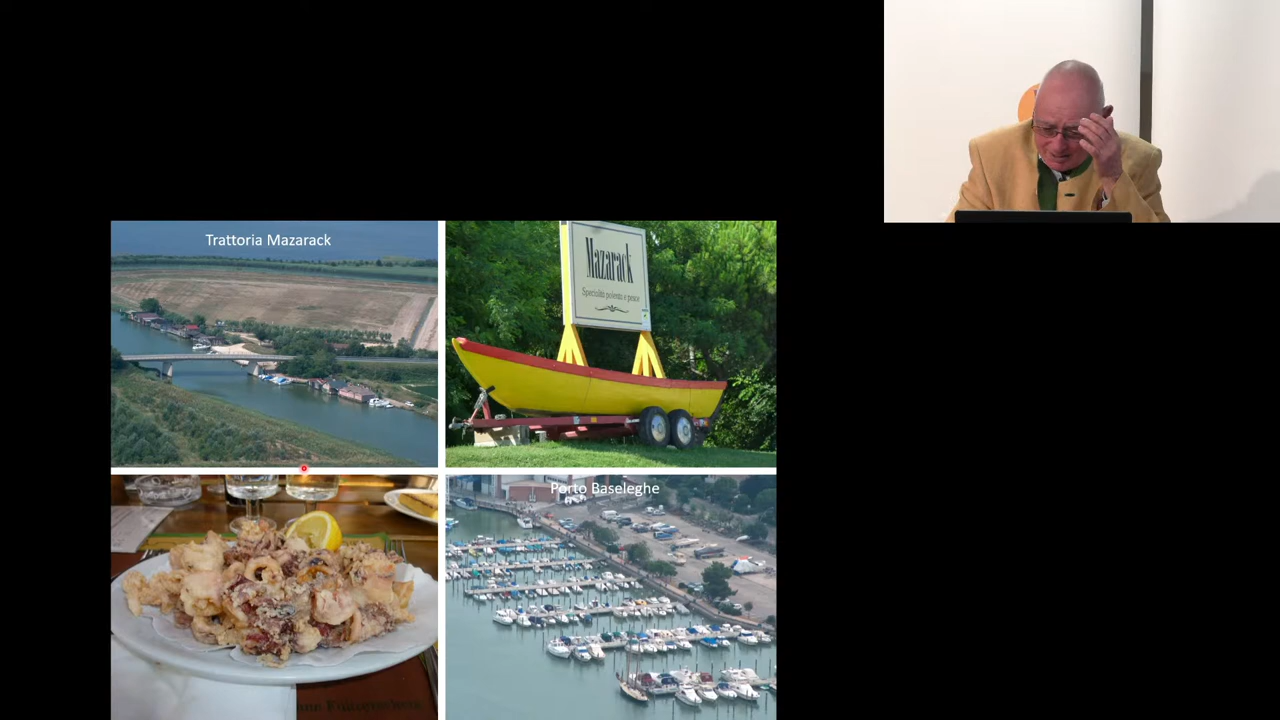 Trattoria Mazarack
Mazarack
Specialità polenta e pesce
Porto Baseleghe